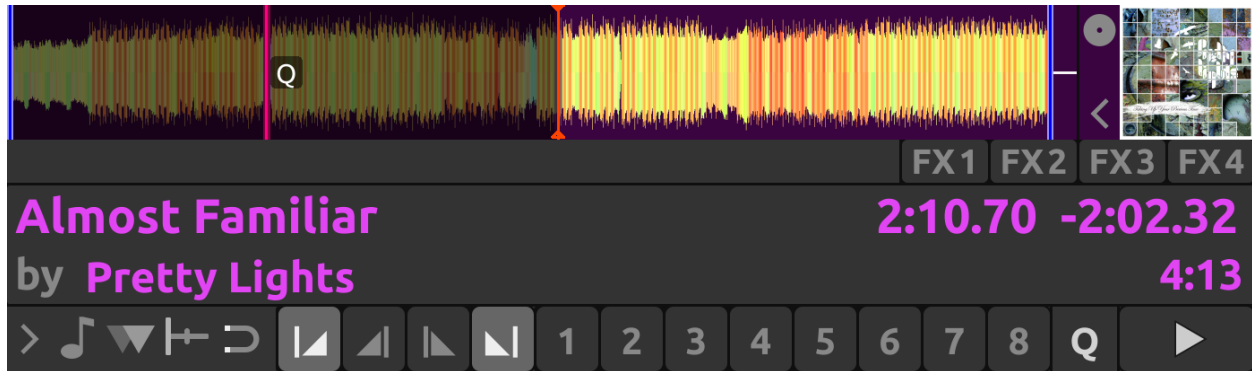 Q
FX1 FX2 FX3 FX4
Almost Familiar 2:10.70 -2:02.32
by Pretty Lights 4:13
1 2 3 4 5 6 7 8 Q